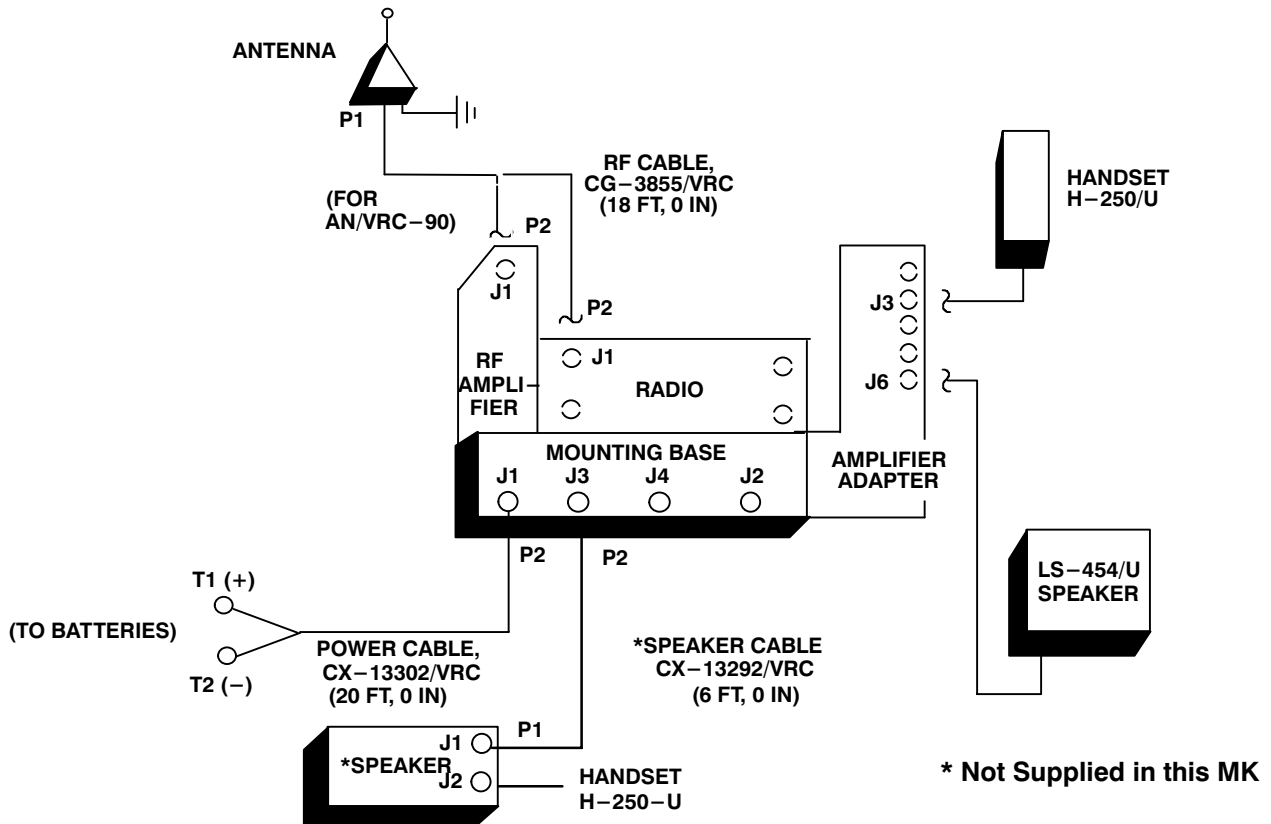 ANTENNA
P1
RF CABLE,
CG−3855/VRC
(18 FT, 0 IN)
(FOR
AN/VRC−90)
P2
HANDSET
H−250/U
J1
P2
J3
J1
RF
AMPLI−
FIER
RADIO
J6
MOUNTING BASE
J1 J3 J4 J2
AMPLIFIER
ADAPTER
P2 P2
LS−454/U
SPEAKER
T1 (+)
(TO BATTERIES)
T2 (−)
POWER CABLE,
CX−13302/VRC
(20 FT, 0 IN)
*SPEAKER CABLE
CX−13292/VRC
(6 FT, 0 IN)
P1
J1
*SPEAKER
J2
HANDSET
H−250−U
* Not Supplied in this MK